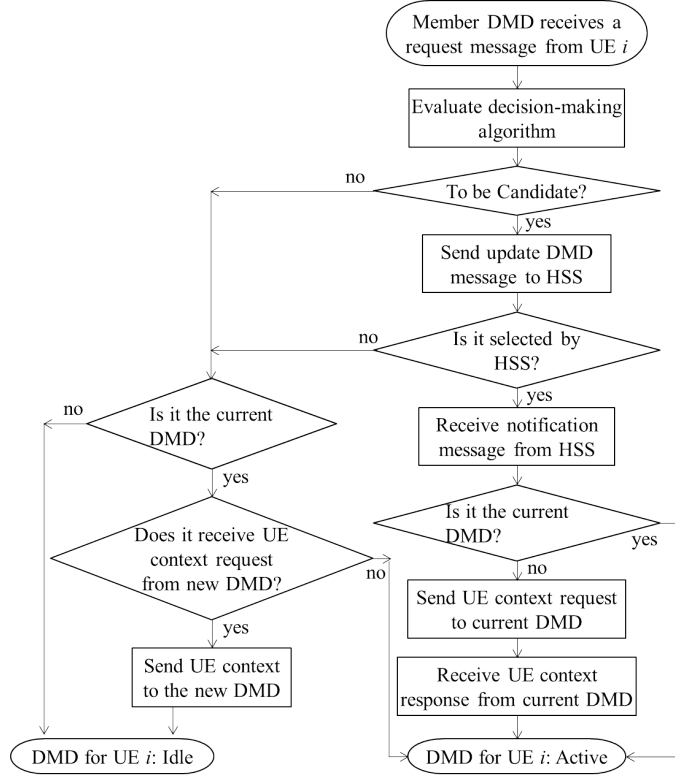 Member DMD receives a
request message from UE i
Evaluate decision-making
algorithm
no
To be Candidate?
yes
Send update DMD
message to HSS
no
Is it selected by
HSS?
yes
no
Is it the current
DMD?
Receive notification
message from HSS
yes
Is it the current
DMD?
yes
Does it receive UE
context request
from new DMD?
no
no
yes
Send UE context request
to current DMD
Send UE context
to the new DMD
Receive UE context
response from current DMD
DMD for UE i: Idle
DMD for UE i: Active